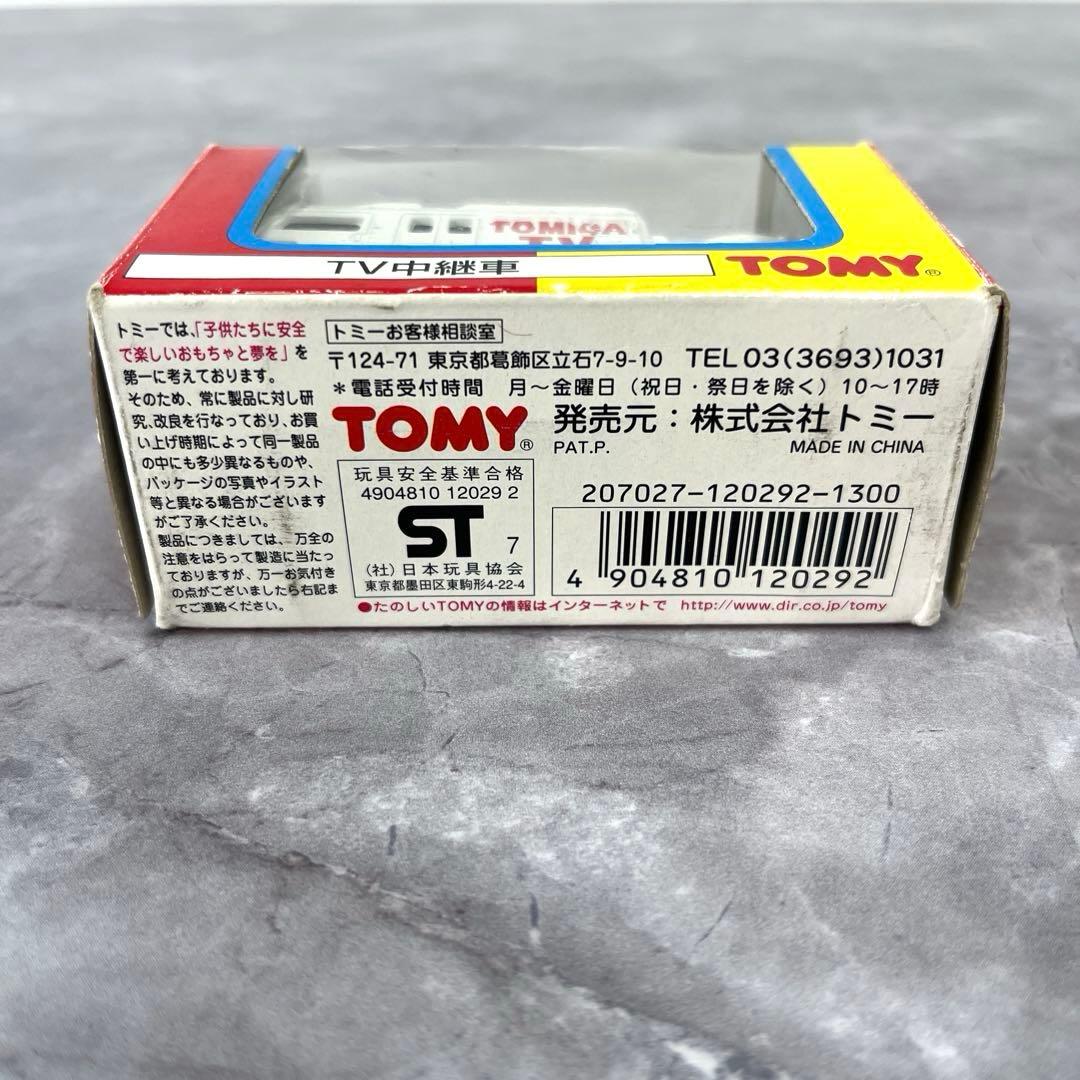 TOMICA
TV
TV中継車
TOMY®
トミーでは、「子供たちに安全
で楽しいおもちゃと夢を」を
第一に考えております。
そのため、常に製品に対し研
究、改良を行なっており、お買
い上げ時期によって同一製品
の中にも多少異なるものや、
パッケージの写真やイラスト
等と異なる場合がございます
がご了承ください。
製品につきましては、万全の
注意をはらって製造に当たっ
ておりますが、万一お気付き
の点がございましたら右記ま
でご連絡ください。
トミーお客様相談室
〒124-71 東京都葛飾区立石7-9-10 TEL 03(3693)1031
*電話受付時間 月〜金曜日(祝日・祭日を除く)10〜17時
TOMY®
発売元:株式会社トミー
PAT.P. MADE IN CHINA
玩具安全基準合格
4904810 12029 2
ST 7
(社)日本玩具協会
東京都墨田区東駒形4-22-4
207027-120292-1300
4 904810 120292
●たのしいTOMYの情報はインターネットで http://www.dir.co.jp/tomy